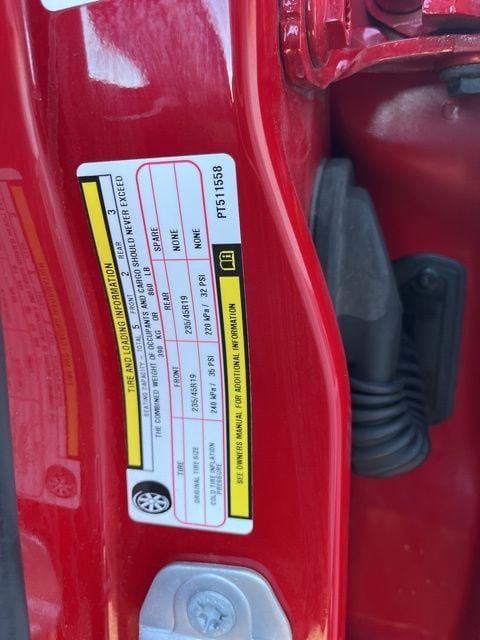 TIRE AND LOADING INFORMATION
SEATING CAPACITY - TOTAL 5 FRONT 2 REAR 3
THE COMBINED WEIGHT OF OCCUPANTS AND CARGO SHOULD NEVER EXCEED
390 KG OR 860 LB
TIRE FRONT REAR SPARE
ORIGINAL TIRE SIZE 235/45R19 235/45R19 NONE
COLD TIRE INFLATION PRESSURE 240 kPa / 35 PSI 220 kPa / 32 PSI NONE
SEE OWNERS MANUAL FOR ADDITIONAL INFORMATION
PT511558